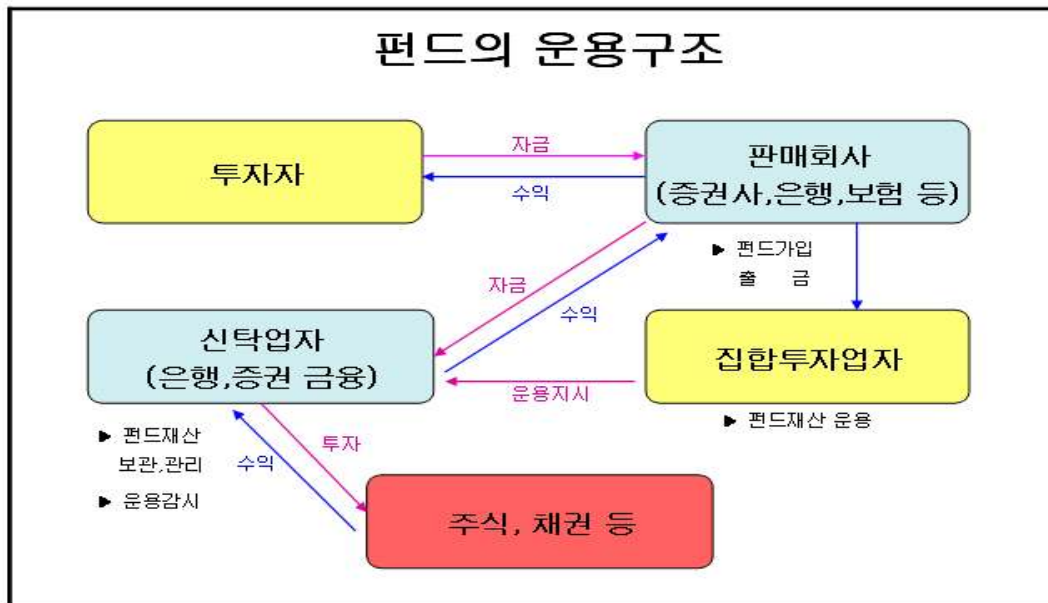 펀드의 운용구조
투자자
자금
수익
판매회사
(증권사,은행,보험 등)
▶ 펀드가입
출 금
자금
수익
신탁업자
(은행,증권 금융)
운용지시
집합투자업자
▶ 펀드재산 운용
▶ 펀드재산
보관,관리
▶ 운용감시
수익
투자
주식, 채권 등